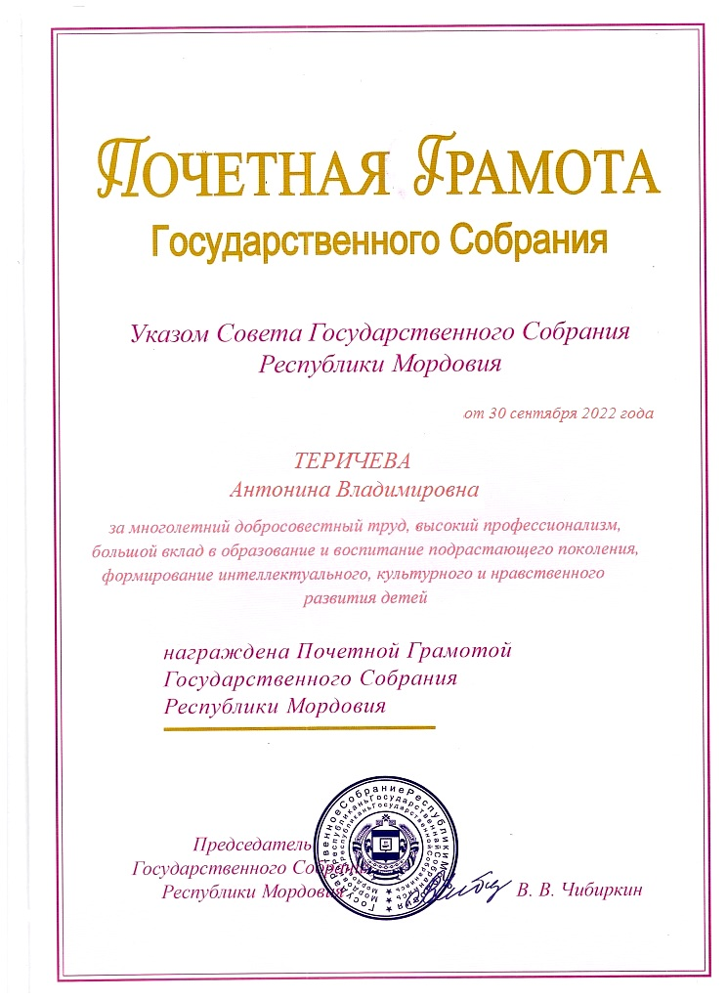 Почетная Грамота
Государственного Собрания
Указом Совета Государственного Собрания
Республики Мордовия
от 30 сентября 2022 года
ТЕРИЧЕВА
Антонина Владимировна
за многолетний добросовестный труд, высокий профессионализм,
большой вклад в образование и воспитание подрастающего поколения,
формирование интеллектуального, культурного и нравственного
развития детей
награждена Почетной Грамотой
Государственного Собрания
Республики Мордовия
Председатель
Государственного Собрания
Республики Мордовия
В. В. Чибиркин